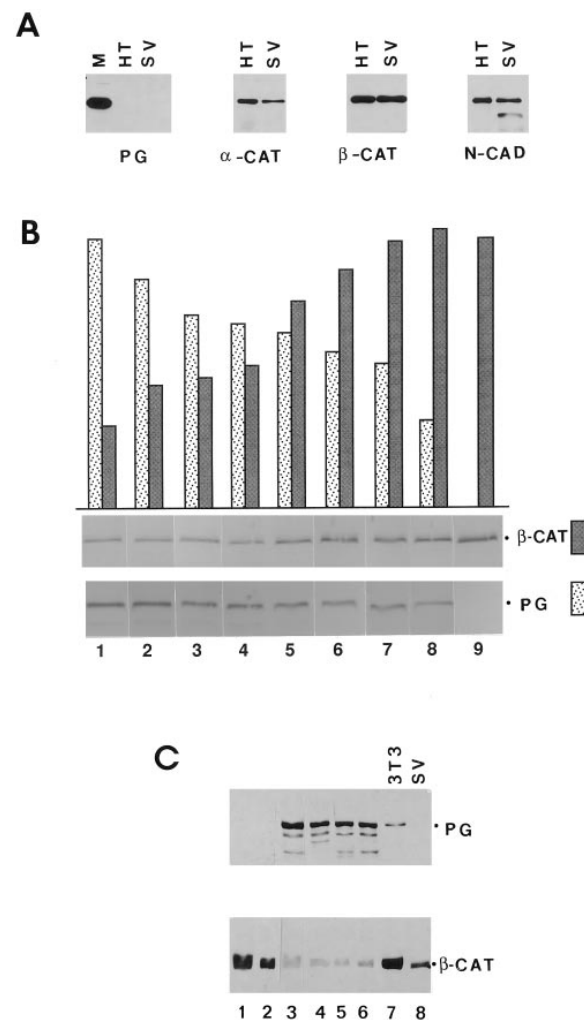 A
M HT SV HT SV HT SV HT SV
PG α-CAT β-CAT N-CAD
B
β-CAT
PG
1 2 3 4 5 6 7 8 9
C
3T3 SV
PG
β-CAT
1 2 3 4 5 6 7 8